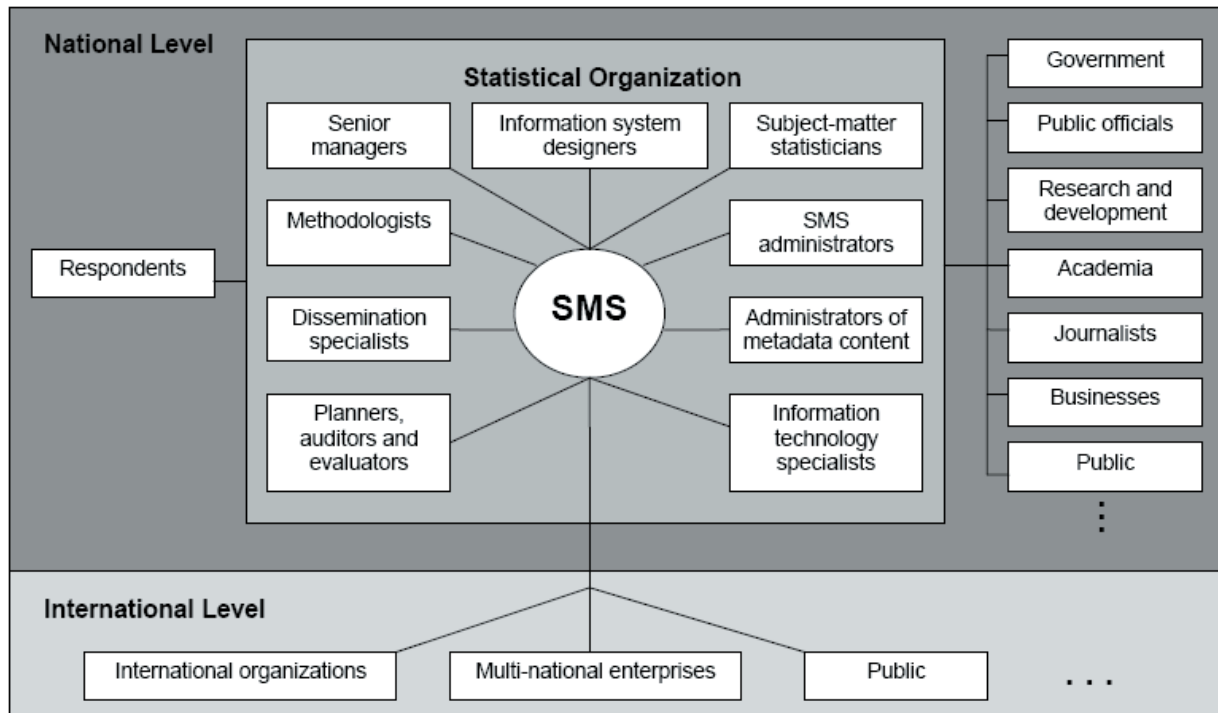 National Level
Statistical Organization
Senior
managers
Information system
designers
Subject-matter
statisticians
Methodologists
SMS
administrators
Respondents
SMS
Dissemination
specialists
Administrators of
metadata content
Planners,
auditors and
evaluators
Information
technology
specialists
Government
Public officials
Research and
development
Academia
Journalists
Businesses
Public
...
International Level
International organizations
Multi-national enterprises
Public
. . .